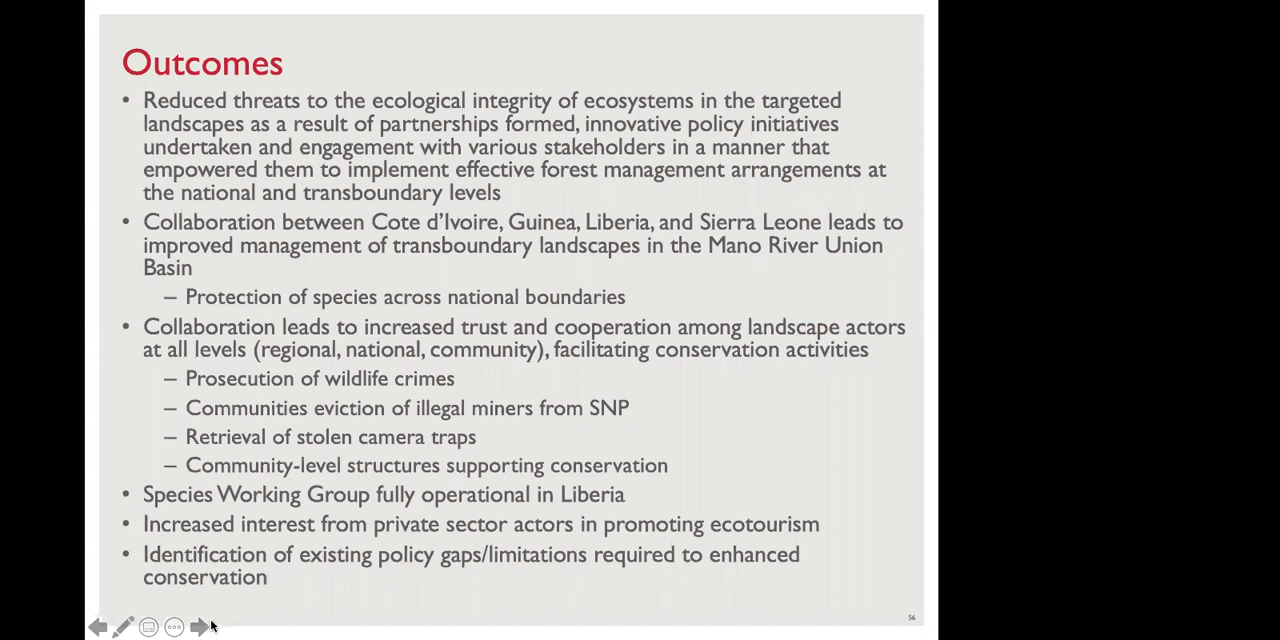 Outcomes
• Reduced threats to the ecological integrity of ecosystems in the targeted
landscapes as a result of partnerships formed, innovative policy initiatives
undertaken and engagement with various stakeholders in a manner that
empowered them to implement effective forest management arrangements at
the national and transboundary levels
• Collaboration between Cote d'Ivoire, Guinea, Liberia, and Sierra Leone leads to
improved management of transboundary landscapes in the Mano River Union
Basin
– Protection of species across national boundaries
• Collaboration leads to increased trust and cooperation among landscape actors
at all levels (regional, national, community), facilitating conservation activities
– Prosecution of wildlife crimes
– Communities eviction of illegal miners from SNP
– Retrieval of stolen camera traps
– Community-level structures supporting conservation
• Species Working Group fully operational in Liberia
• Increased interest from private sector actors in promoting ecotourism
• Identification of existing policy gaps/limitations required to enhanced
conservation
56